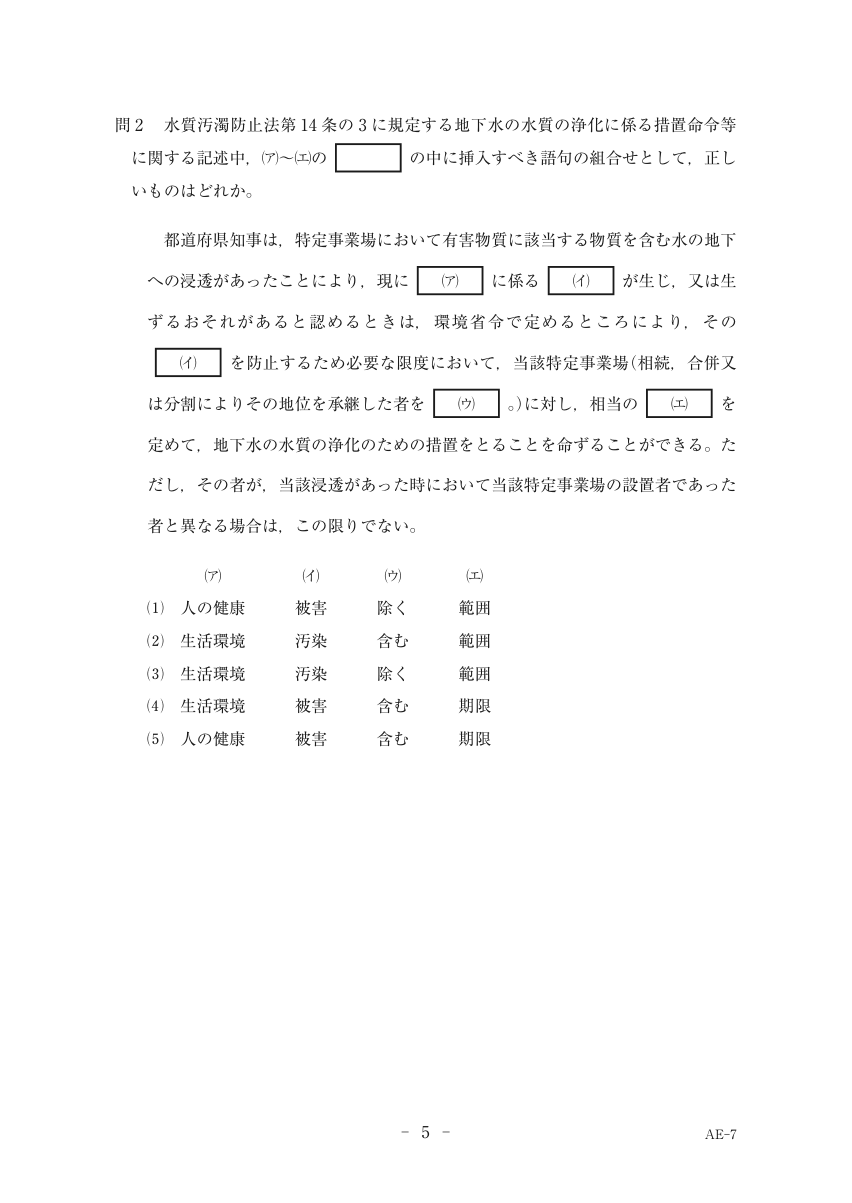 問2　水質汚濁防止法第14条の3に規定する地下水の水質の浄化に係る措置命令等
に関する記述中，㋐～㋓の　　　の中に挿入すべき語句の組合せとして，正し
いものはどれか。
都道府県知事は，特定事業場において有害物質に該当する物質を含む水の地下
への浸透があったことにより，現に (ア) に係る (イ) が生じ，又は生
ずるおそれがあると認めるときは，環境省令で定めるところにより，その
(イ) を防止するため必要な限度において，当該特定事業場(相続，合併又
は分割によりその地位を承継した者を (ウ) 。)に対し，相当の (エ) を
定めて，地下水の水質の浄化のための措置をとることを命ずることができる。た
だし，その者が，当該浸透があった時において当該特定事業場の設置者であった
者と異なる場合は，この限りでない。
(ア) (イ) (ウ) (エ)
(1) 人の健康 被害 除く 範囲
(2) 生活環境 汚染 含む 範囲
(3) 生活環境 汚染 除く 範囲
(4) 生活環境 被害 含む 期限
(5) 人の健康 被害 含む 期限
- 5 -
AE-7